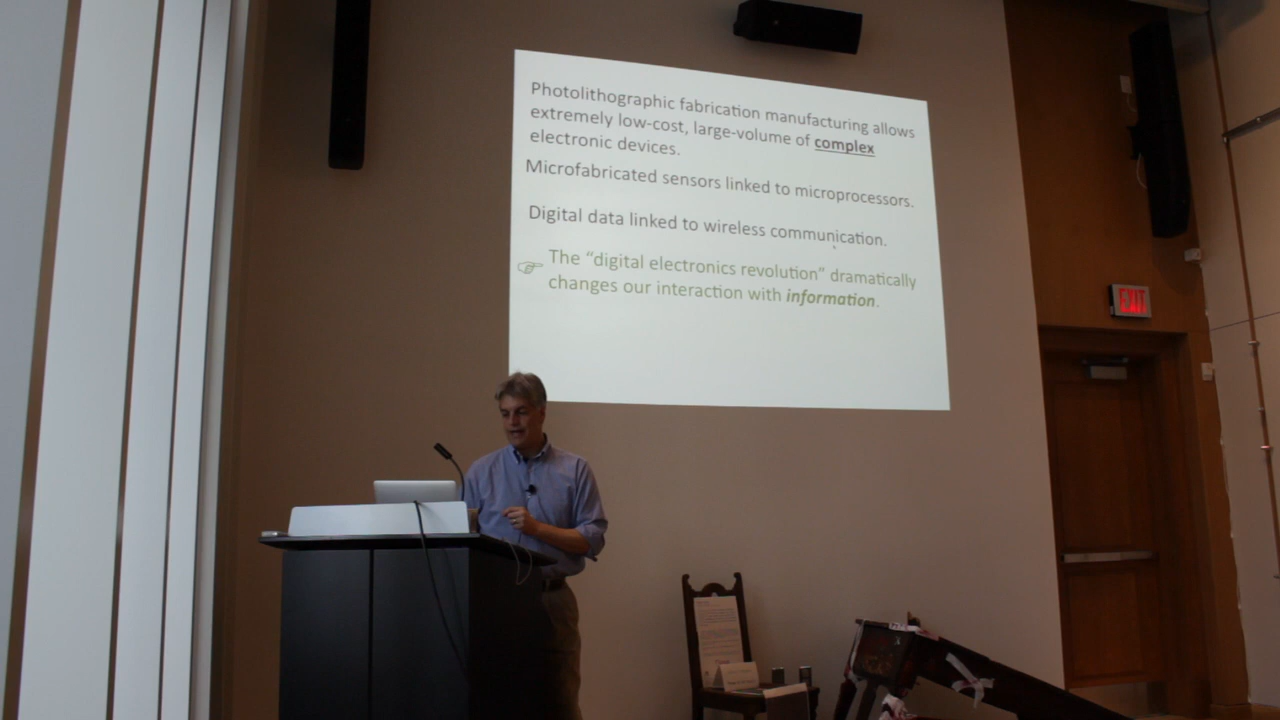 Photolithographic fabrication manufacturing allows
extremely low-cost, large-volume of complex
electronic devices.
Microfabricated sensors linked to microprocessors.
Digital data linked to wireless communication.
The “digital electronics revolution” dramatically
changes our interaction with information.
EXIT